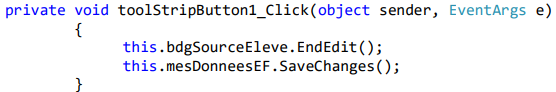 private void toolStripButton1_Click(object sender, EventArgs e)
{
this.bdgSourceEleve.EndEdit();
this.mesDonneesEF.SaveChanges();
}